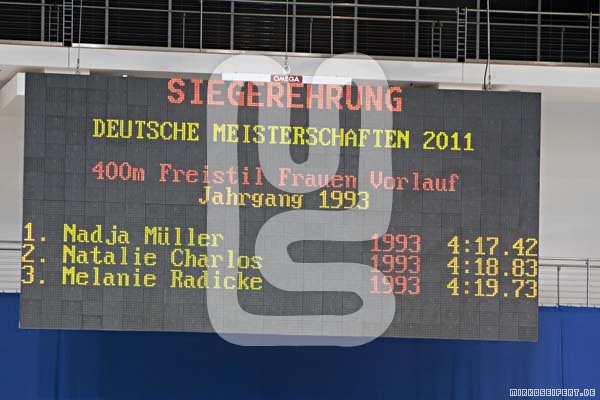 OMEGA
SIEGEREHRUNG
DEUTSCHE MEISTERSCHAFTEN 2011
400m Freistil Frauen Vorlauf
Jahrgang 1993
1. Nadja Müller 1993 4:17.42
2. Natalie Charlos 1993 4:18.83
3. Melanie Radicke 1993 4:19.73
MIRKOSEIFERT.DE